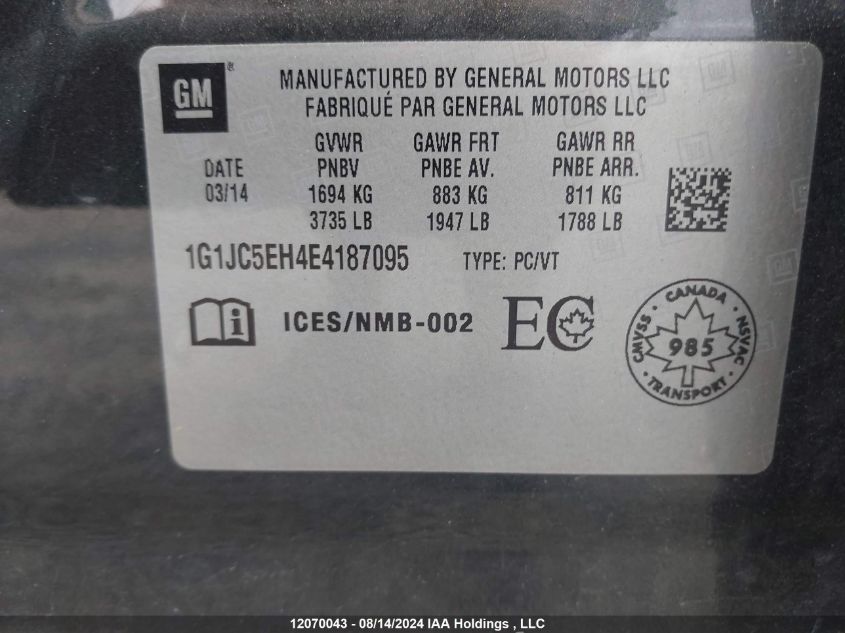 GM ®
MANUFACTURED BY GENERAL MOTORS LLC
FABRIQUÉ PAR GENERAL MOTORS LLC
GVWR GAWR FRT GAWR RR
DATE PNBV PNBE AV. PNBE ARR.
03/14 1694 KG 883 KG 811 KG
3735 LB 1947 LB 1788 LB
1G1JC5EH4E4187095 TYPE: PC/VT
i ICES/NMB-002 EC
CANADA
CMVSS 985 NSVAC
TRANSPORT
12070043 - 08/14/2024 IAA Holdings , LLC